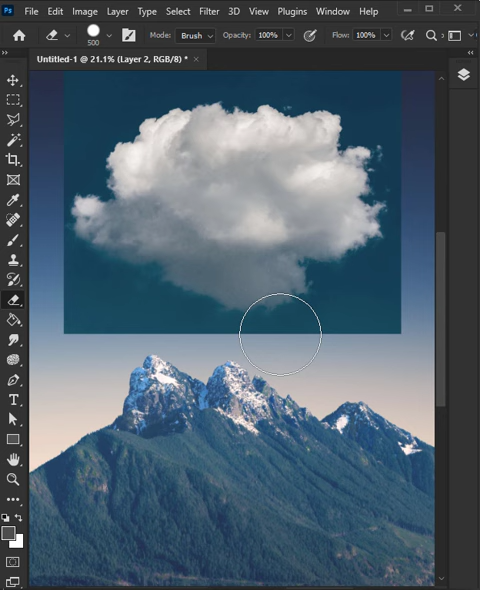 Ps File Edit Image Layer Type Select Filter 3D View Plugins Window Help
500 Mode: Brush Opacity: 100% Flow: 100%
Untitled-1 @ 21.1% (Layer 2, RGB/8) * ×
T